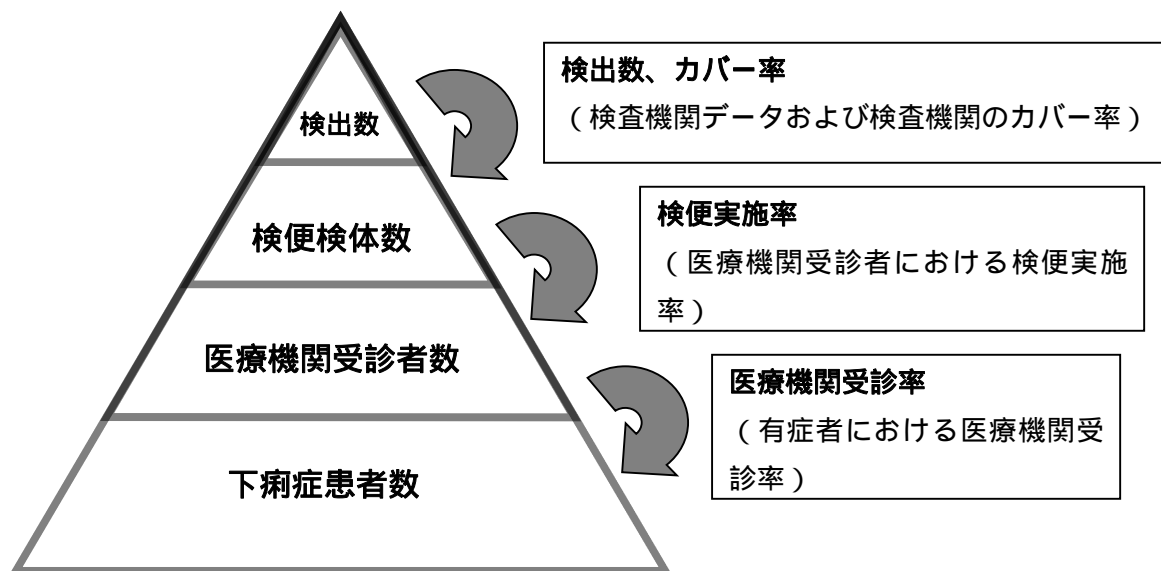 検出数
検便検体数
医療機関受診者数
下痢症患者数
検出数、カバー率
（検査機関データおよび検査機関のカバー率）
検便実施率
（医療機関受診者における検便実施
率）
医療機関受診率
（有症者における医療機関受
診率）